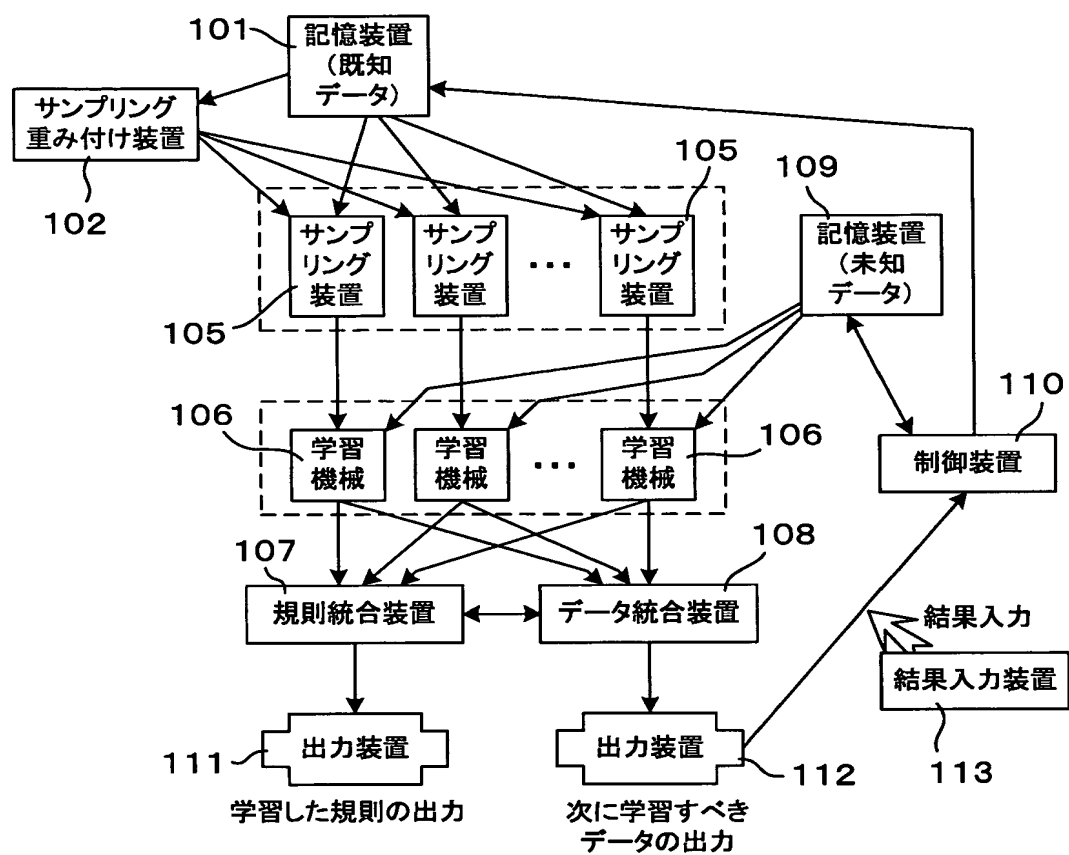 101
記憶装置
(既知
データ)
サンプリング
重み付け装置
102
105
109
サンプ
リング
装置
サンプ
リング
装置
...
サンプ
リング
装置
記憶装置
(未知
データ)
105
106
学習
機械
学習
機械
...
学習
機械
106
110
制御装置
107
108
規則統合装置
データ統合装置
結果入力
結果入力装置
113
111
出力装置
出力装置
112
学習した規則の出力
次に学習すべき
データの出力